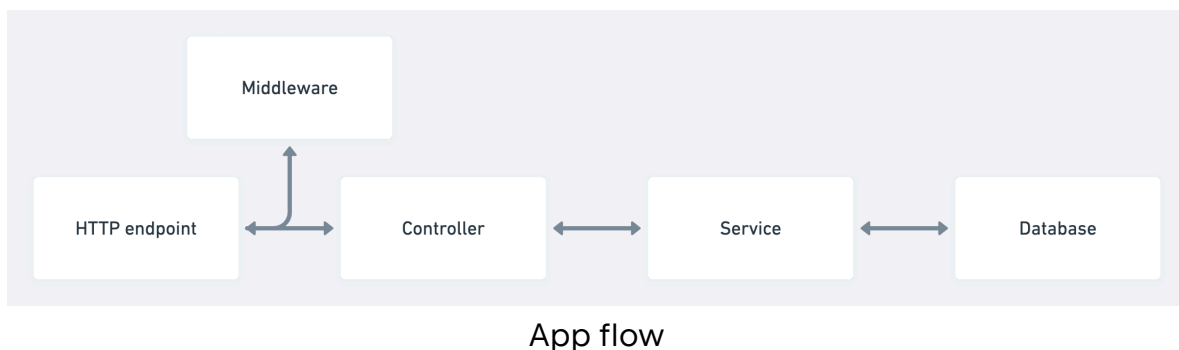 Middleware
HTTP endpoint
Controller
Service
Database
App flow